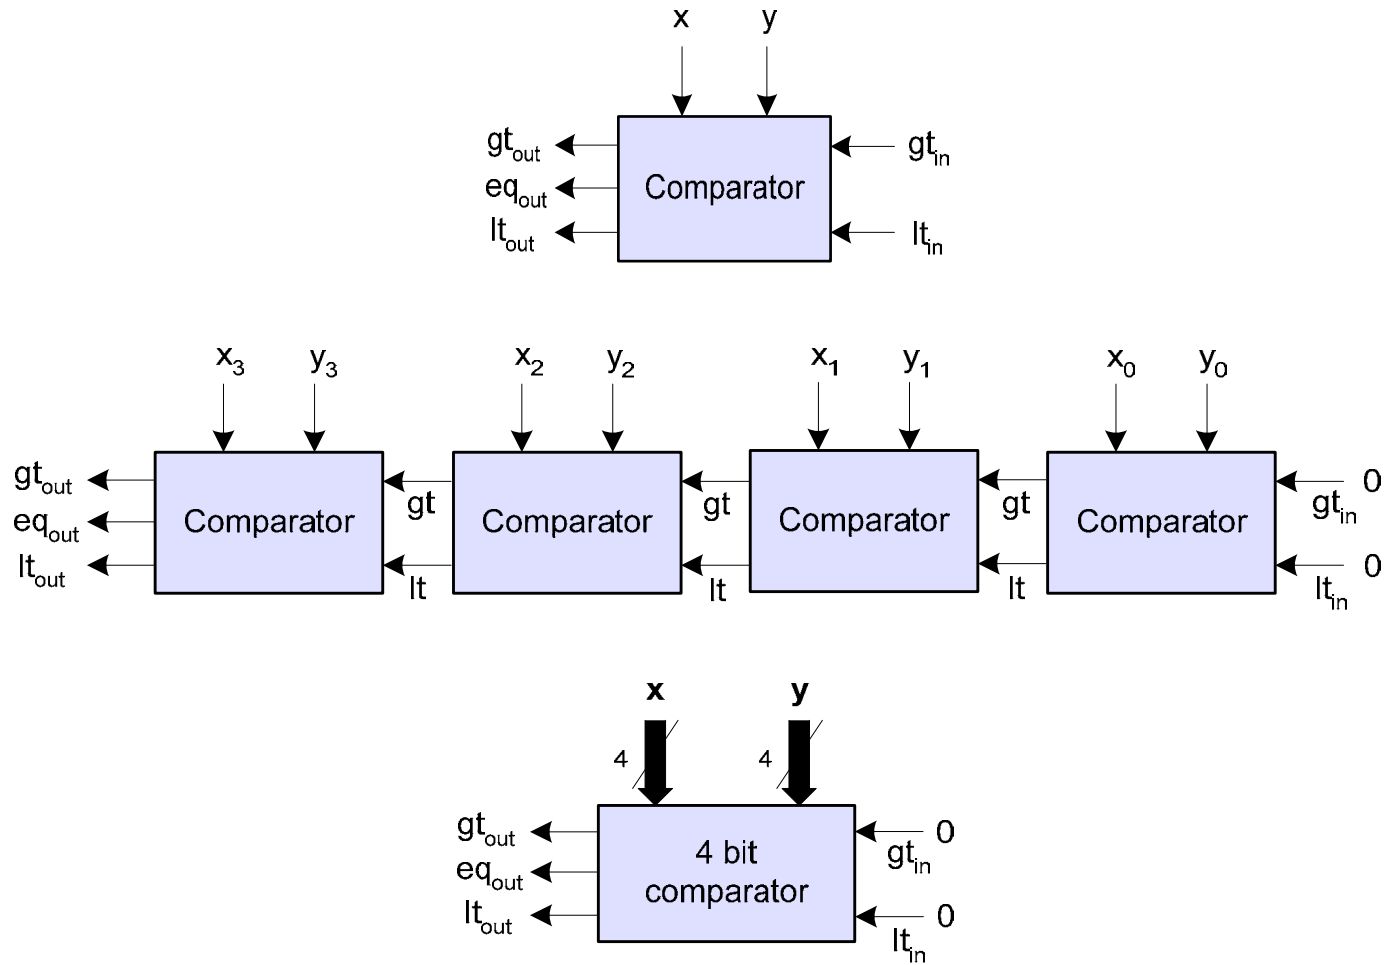 x y
gt_out gt_in
eq_out Comparator
lt_out lt_in
x_3 y_3 x_2 y_2 x_1 y_1 x_0 y_0
gt_out gt gt gt gt_in 0
eq_out Comparator Comparator Comparator Comparator
lt_out lt lt lt lt_in 0
x y
4 4
gt_out gt_in 0
eq_out 4 bit
comparator
lt_out lt_in 0